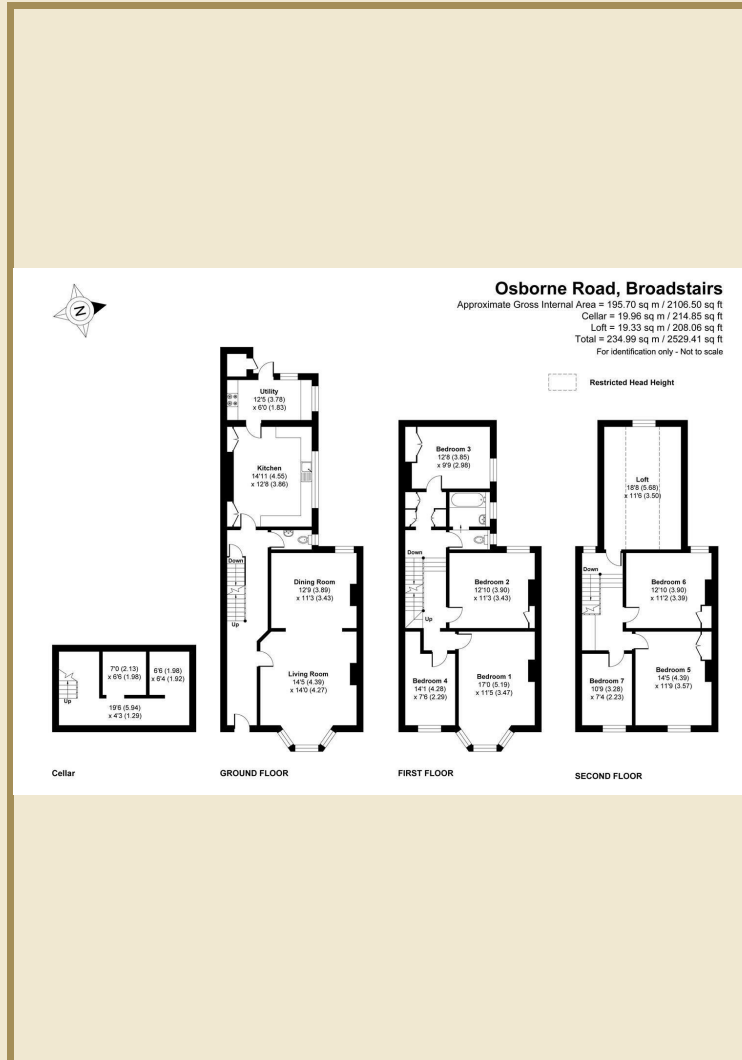 N
Osborne Road, Broadstairs
Approximate Gross Internal Area = 195.70 sq m / 2106.50 sq ft
Cellar = 19.96 sq m / 214.85 sq ft
Loft = 19.33 sq m / 208.06 sq ft
Total = 234.99 sq m / 2529.41 sq ft
For identification only - Not to scale
Restricted Head Height
7'0 (2.13)
x 6'6 (1.98)
6'6 (1.98)
x 6'4 (1.92)
Up
19'6 (5.94)
x 4'3 (1.29)
Cellar
Utility
12'5 (3.78)
x 6'0 (1.83)
Kitchen
14'11 (4.55)
x 12'8 (3.86)
Down
Up
Dining Room
12'9 (3.89)
x 11'3 (3.43)
Living Room
14'5 (4.39)
x 14'0 (4.27)
GROUND FLOOR
Bedroom 3
12'8 (3.85)
x 9'9 (2.98)
Down
Up
Bedroom 2
12'10 (3.90)
x 11'3 (3.43)
Bedroom 4
14'1 (4.28)
x 7'6 (2.29)
Bedroom 1
17'0 (5.19)
x 11'5 (3.47)
FIRST FLOOR
Loft
18'8 (5.68)
x 11'6 (3.50)
Down
Bedroom 6
12'10 (3.90)
x 11'2 (3.39)
Bedroom 7
10'9 (3.28)
x 7'4 (2.23)
Bedroom 5
14'5 (4.39)
x 11'9 (3.57)
SECOND FLOOR